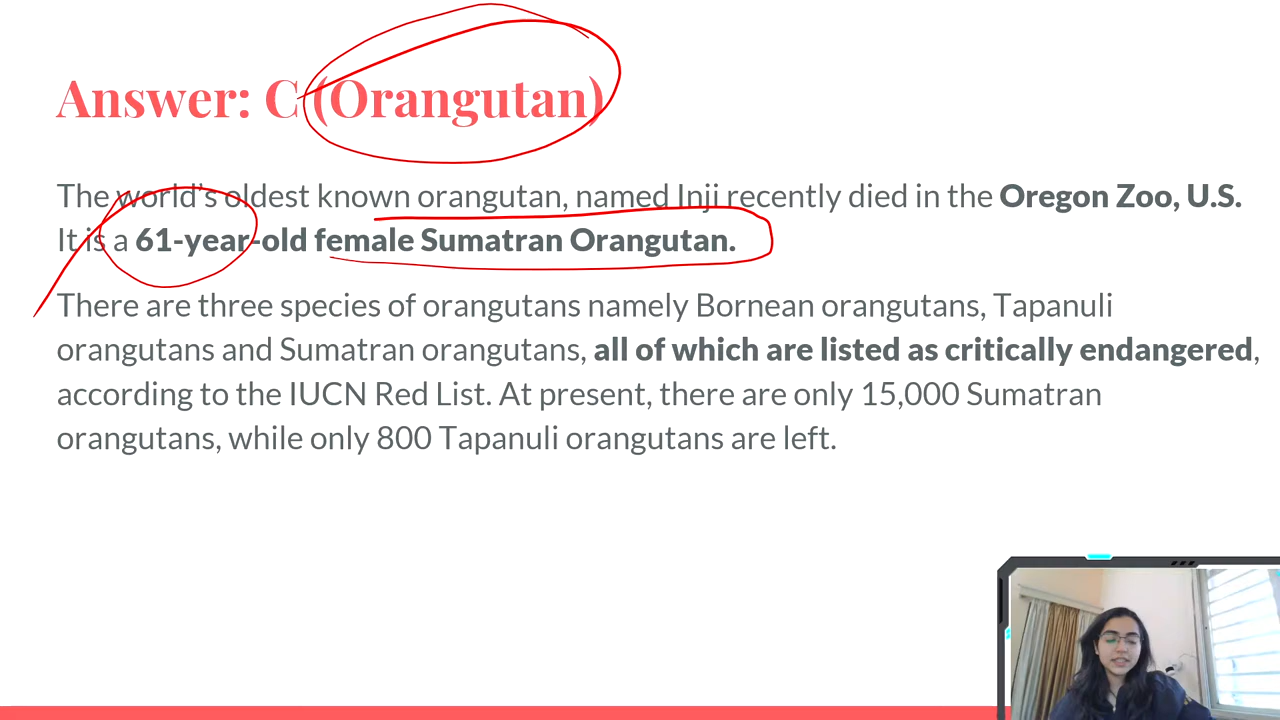 Answer: C (Orangutan)
The world's oldest known orangutan, named Inji recently died in the Oregon Zoo, U.S.
It is a 61-year-old female Sumatran Orangutan.
There are three species of orangutans namely Bornean orangutans, Tapanuli
orangutans and Sumatran orangutans, all of which are listed as critically endangered,
according to the IUCN Red List. At present, there are only 15,000 Sumatran
orangutans, while only 800 Tapanuli orangutans are left.